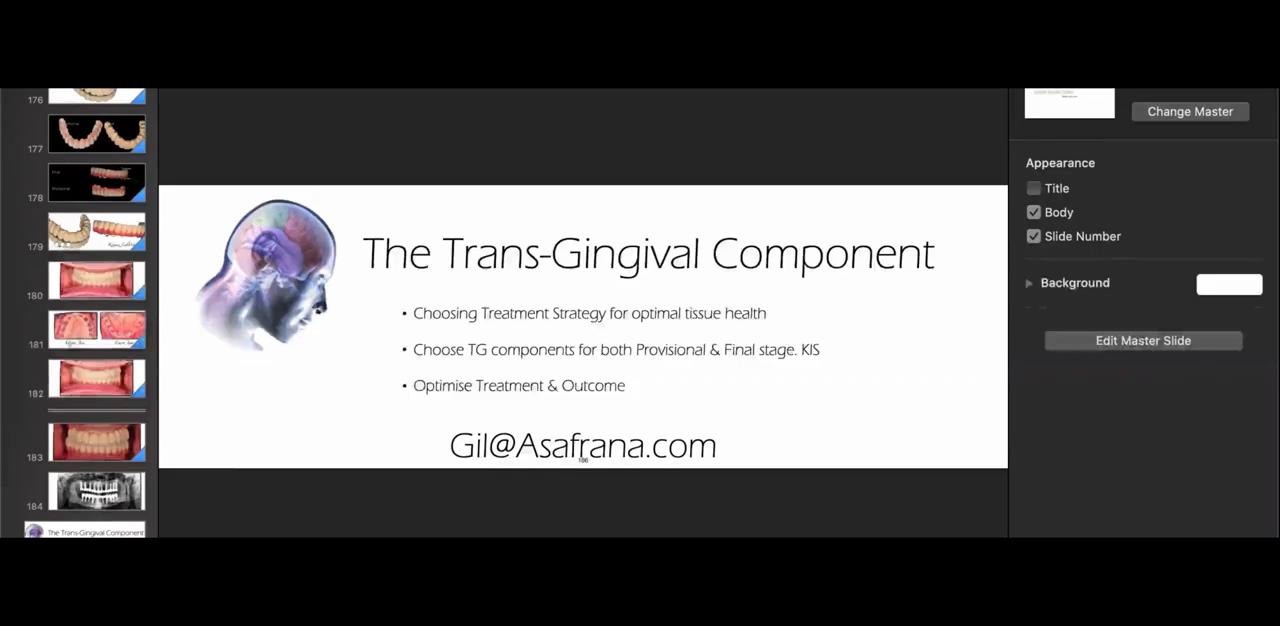 176
177
178
179
180
181
182
183
184
The Trans-Gingival Component
The Trans-Gingival Component
• Choosing Treatment Strategy for optimal tissue health
• Choose TG components for both Provisional & Final stage. KIS
• Optimise Treatment & Outcome
Gil@Asafrana.com
186
Change Master
Appearance
Title
Body
Slide Number
Background
Edit Master Slide